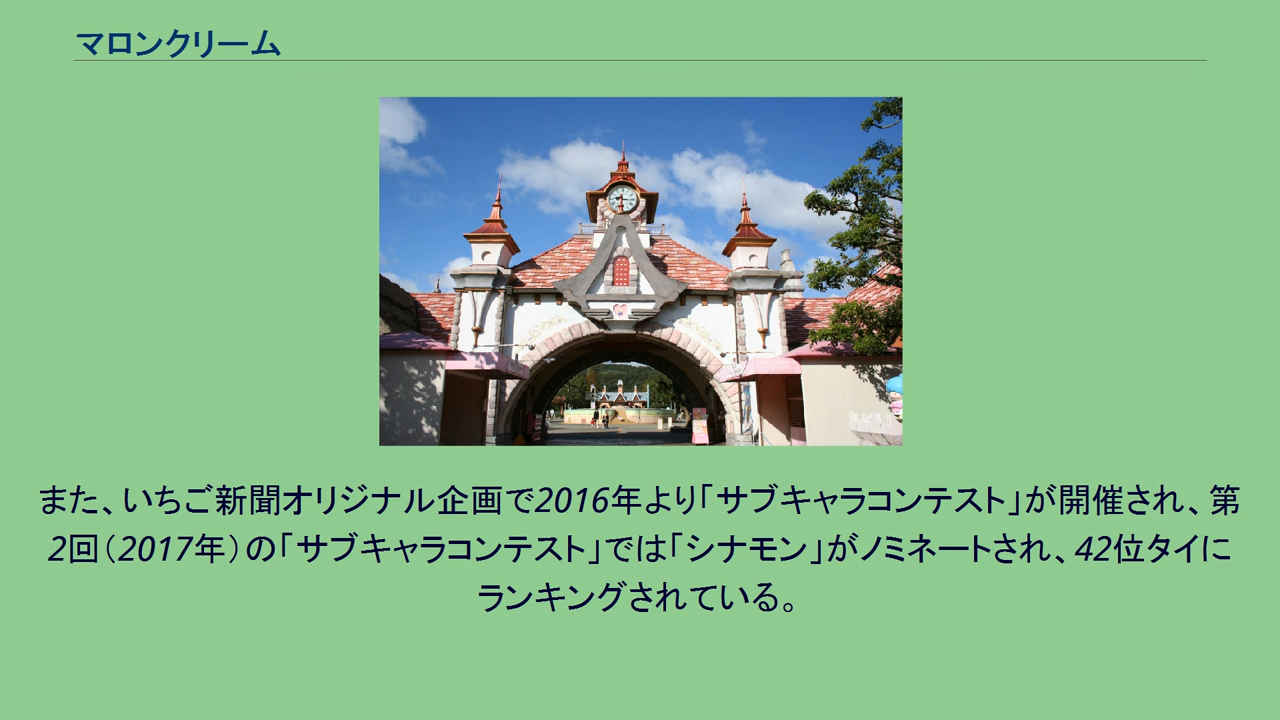 マロンクリーム
また、いちご新聞オリジナル企画で2016年より「サブキャラコンテスト」が開催され、第
2回（2017年）の「サブキャラコンテスト」では「シナモン」がノミネートされ、42位タイに
ランキングされている。